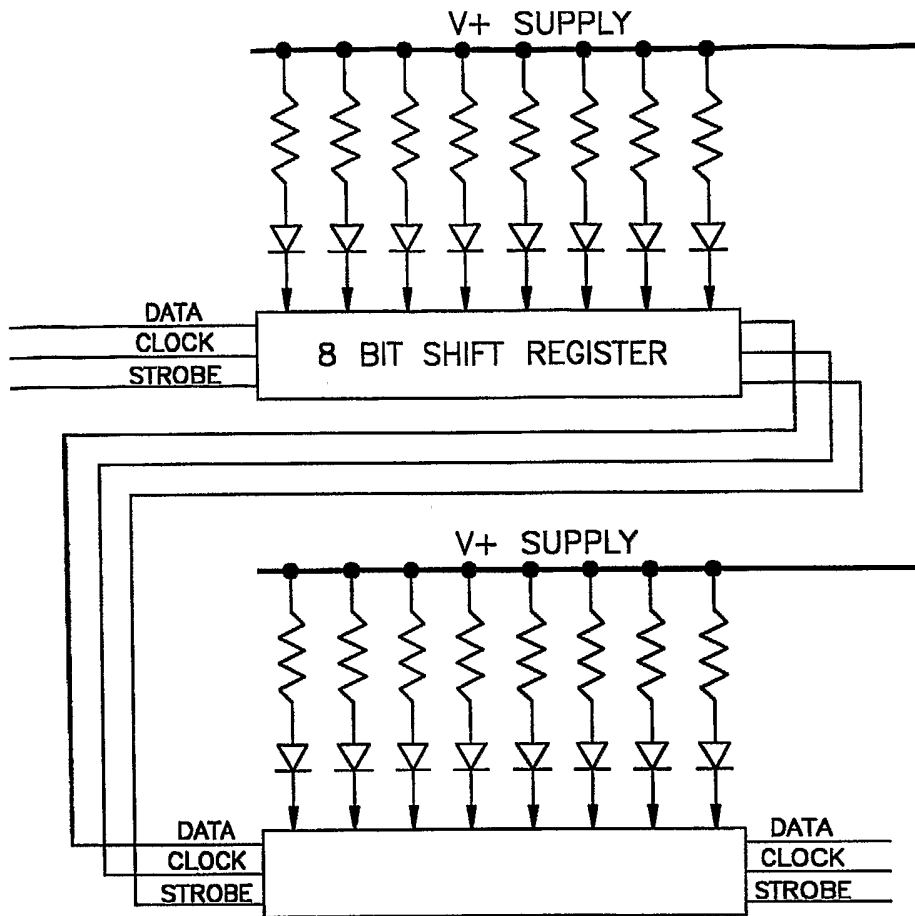 V+ SUPPLY
DATA
CLOCK
STROBE
8 BIT SHIFT REGISTER
V+ SUPPLY
DATA
CLOCK
STROBE
DATA
CLOCK
STROBE